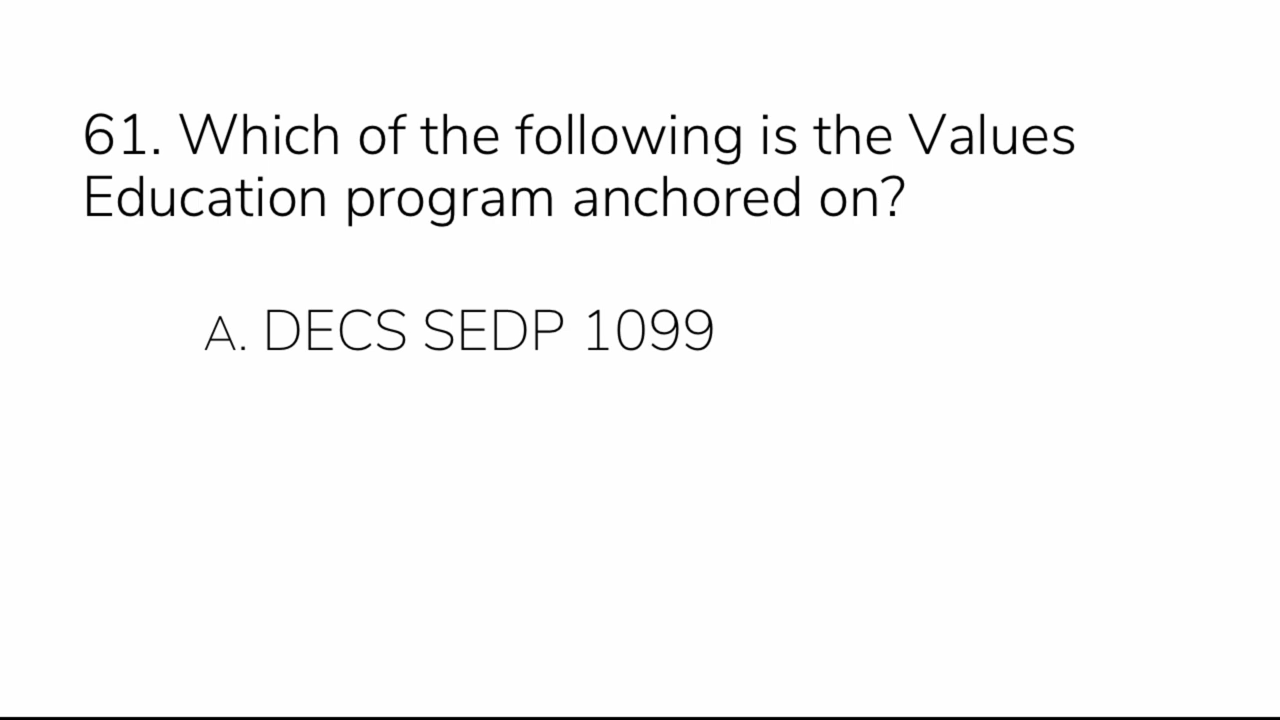 61. Which of the following is the Values
Education program anchored on?
A. DECS SEDP 1099